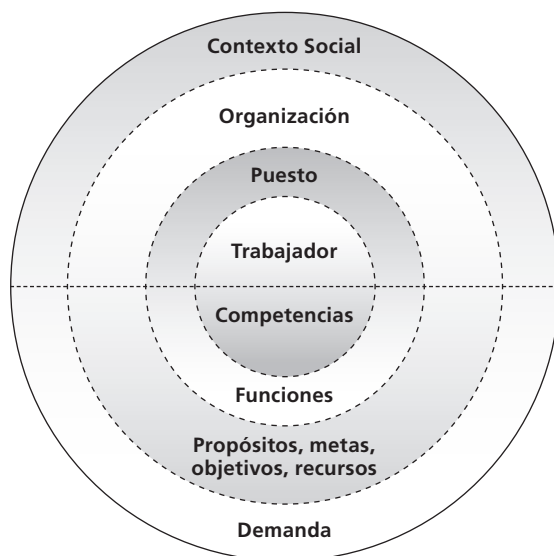 Contexto Social
Organización
Puesto
Trabajador
Competencias
Funciones
Propósitos, metas,
objetivos, recursos
Demanda